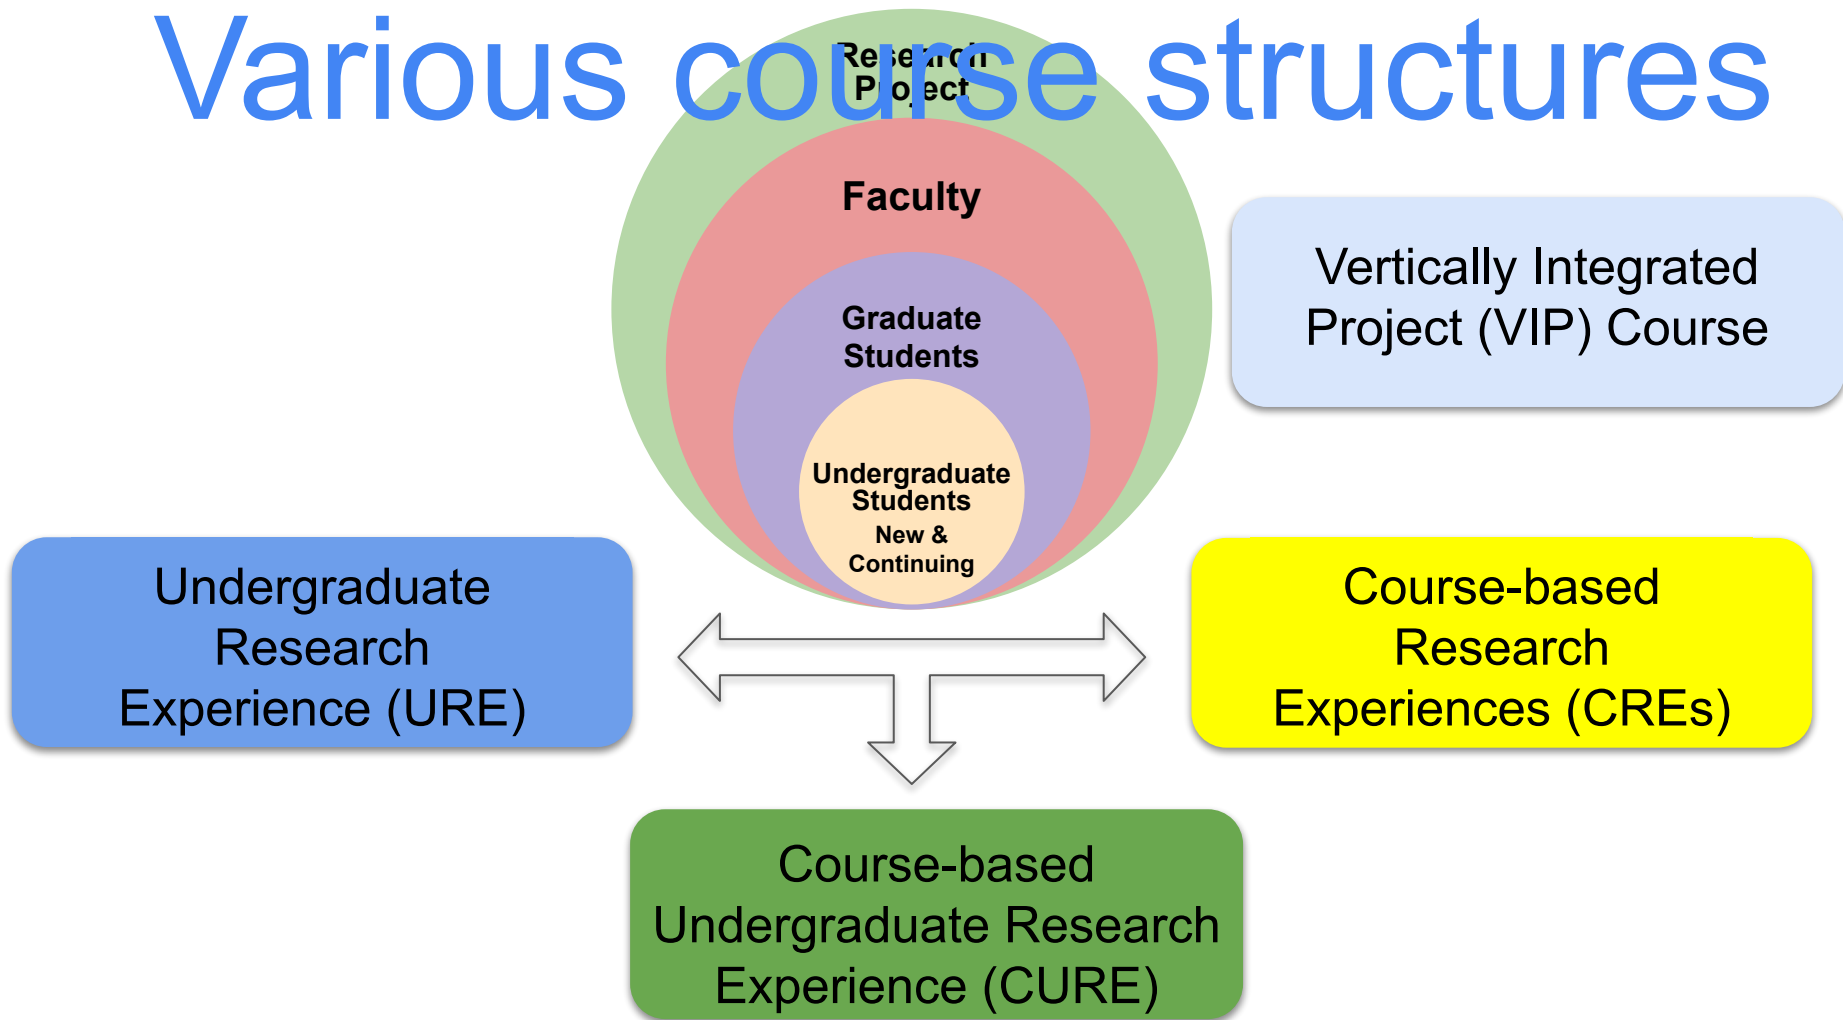 Various course structures
Research
Project
Faculty
Vertically Integrated
Project (VIP) Course
Graduate
Students
Undergraduate
Students
New &
Continuing
Undergraduate
Research
Experience (URE)
Course-based
Research
Experiences (CREs)
Course-based
Undergraduate Research
Experience (CURE)